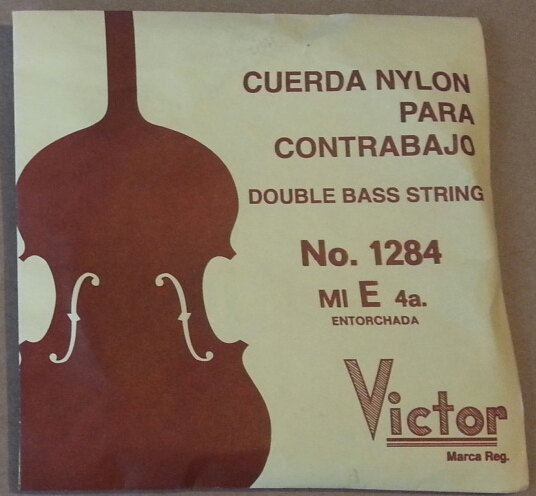 CUERDA NYLON
PARA
CONTRABAJO
DOUBLE BASS STRING
No. 1284
MI E 4a.
ENTORCHADA
Victor
Marca Reg.